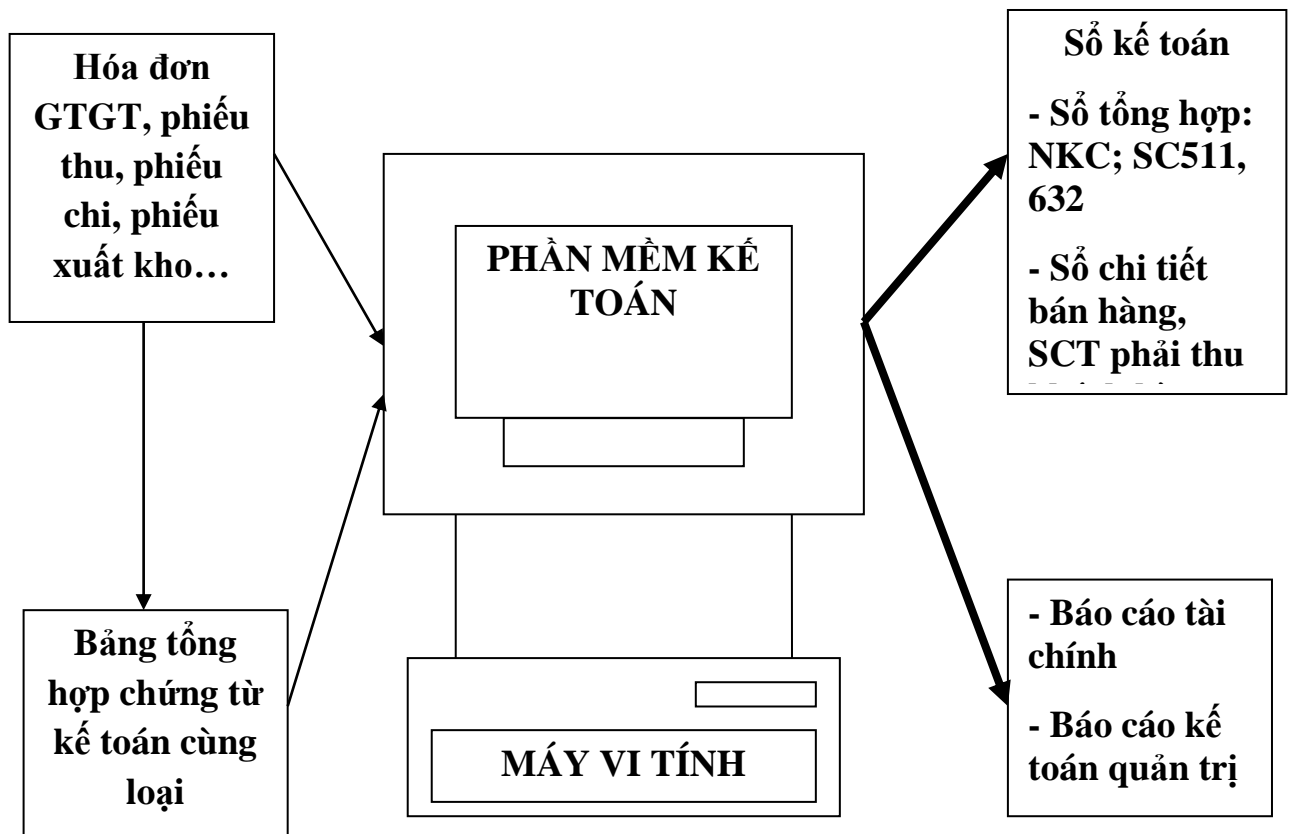 Hóa đơn
GTGT, phiếu
thu, phiếu
chi, phiếu
xuất kho…
Bảng tổng
hợp chứng từ
kế toán cùng
loại
PHẦN MỀM KẾ
TOÁN
MÁY VI TÍNH
Sổ kế toán
- Sổ tổng hợp:
NKC; SC511,
632
- Sổ chi tiết
bán hàng,
SCT phải thu
- Báo cáo tài
chính
- Báo cáo kế
toán quản trị